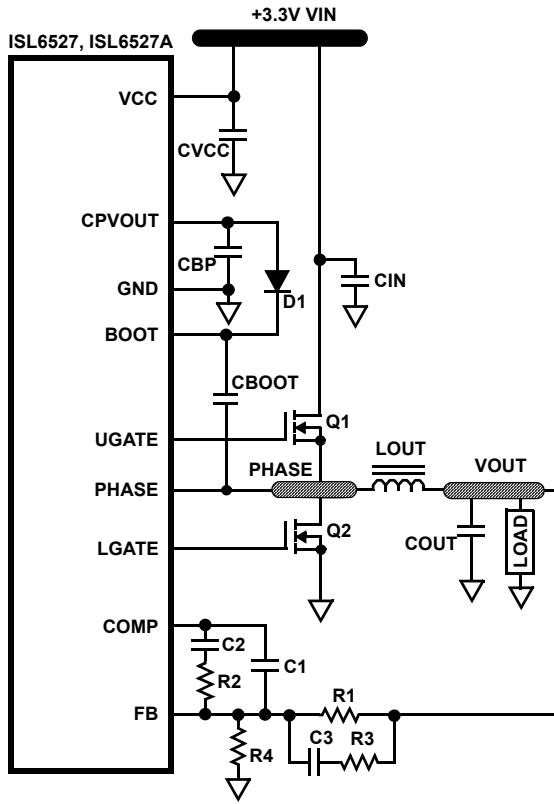 +3.3V VIN
ISL6527, ISL6527A
VCC
CVCC
CPVOUT
CBP
GND
D1
CIN
BOOT
CBOOT
Q1
UGATE
LOUT
PHASE
PHASE
VOUT
Q2
LGATE
COUT
LOAD
COMP
C2
C1
R2
R1
FB
C3
R3
R4